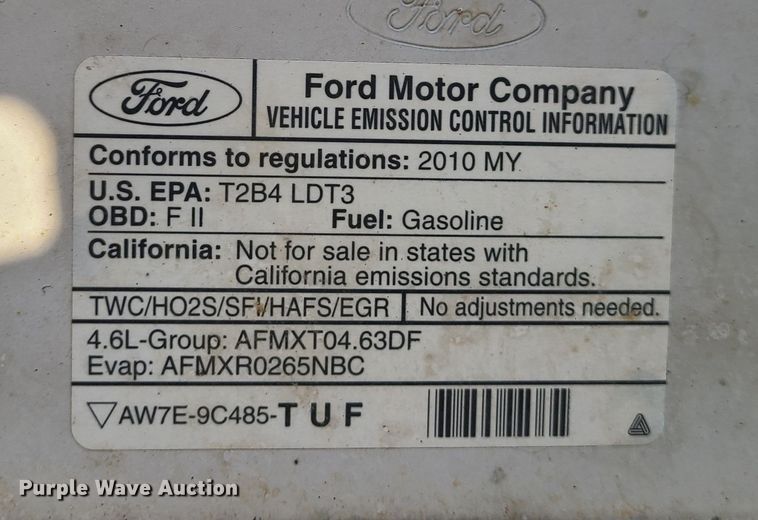 Ford
Ford
Ford Motor Company
VEHICLE EMISSION CONTROL INFORMATION
Conforms to regulations: 2010 MY
U.S. EPA: T2B4 LDT3
OBD: F II Fuel: Gasoline
California: Not for sale in states with
California emissions standards.
TWC/HO2S/SFI/HAFS/EGR No adjustments needed.
4.6L-Group: AFMXT04.63DF
Evap: AFMXR0265NBC
AW7E-9C485-TUF
Purple Wave Auction